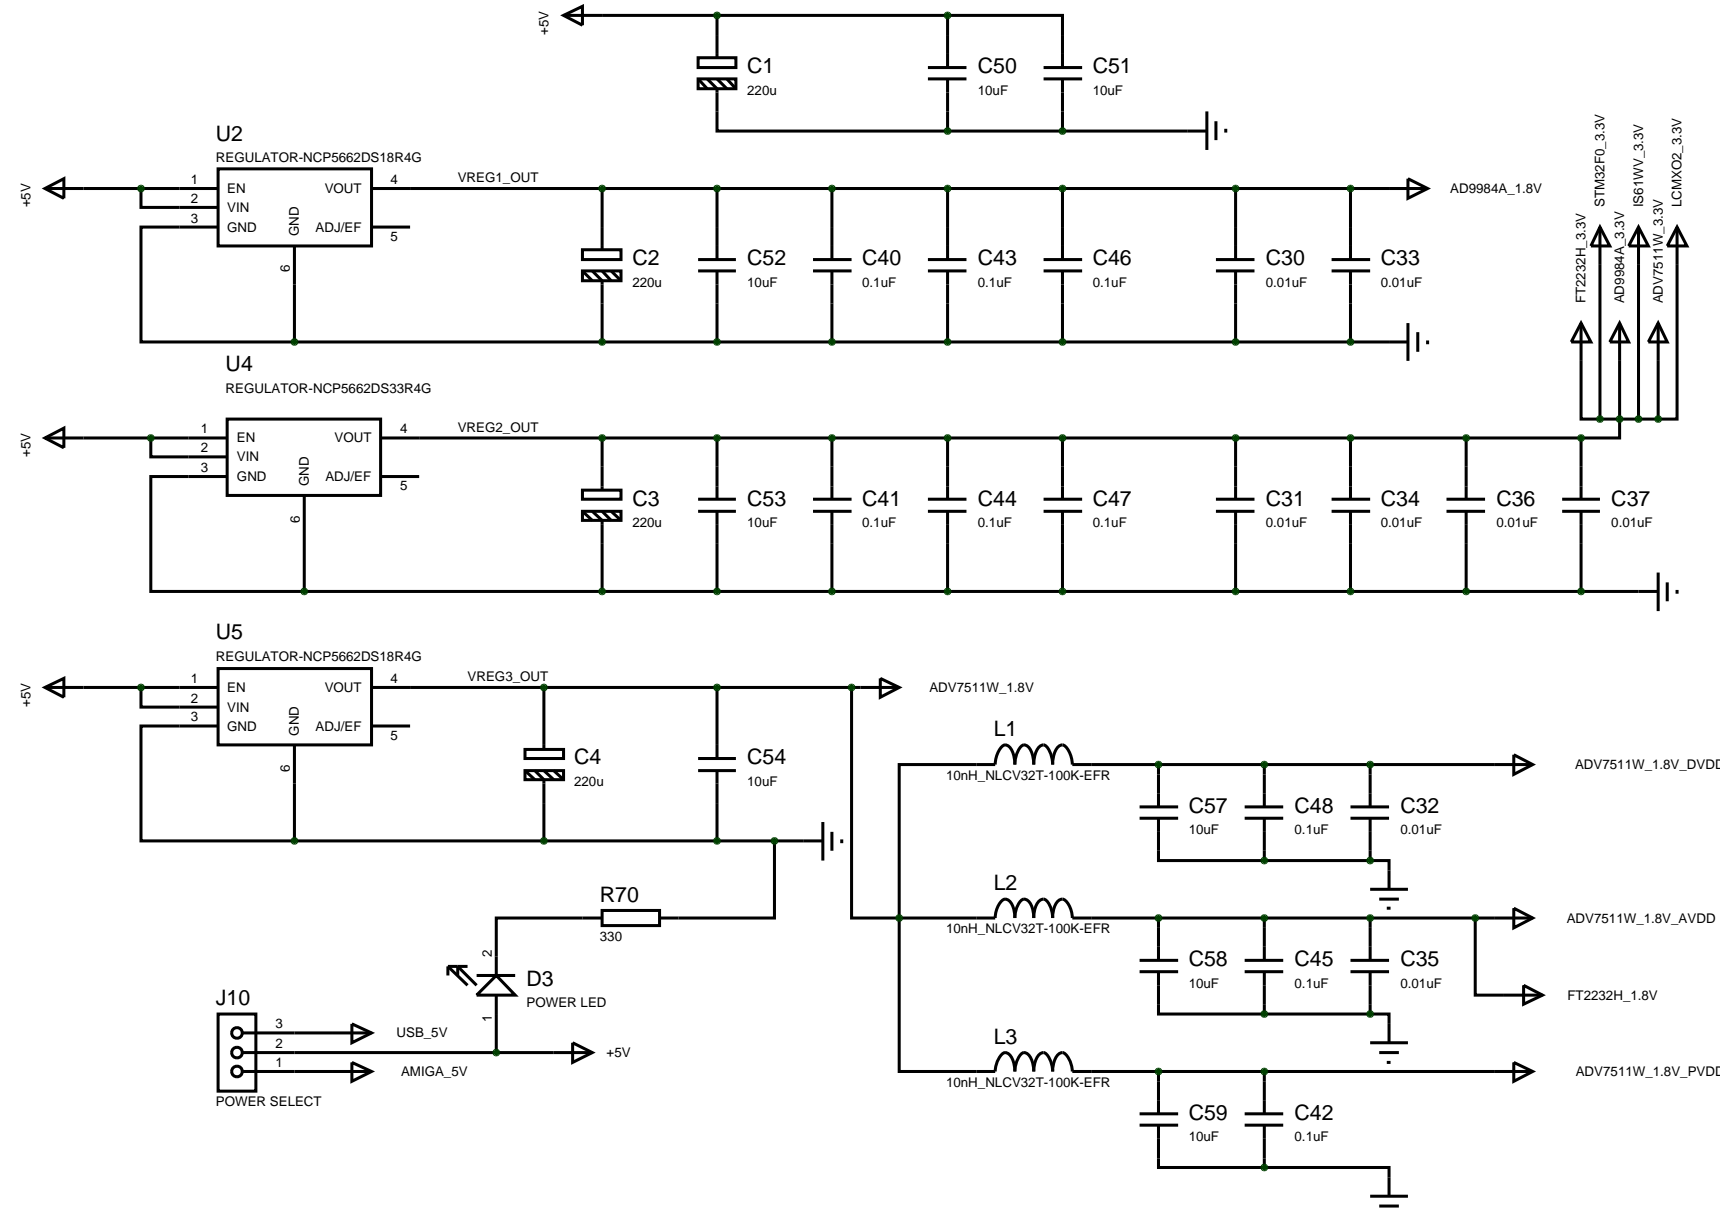 +5V
C1
220u
C50
10uF
C51
10uF
U2
REGULATOR-NCP5662DS18R4G
+5V
1
2
3
EN
VIN
GND
GND
VOUT
ADJ/EF
4
5
6
VREG1_OUT
AD9984A_1.8V
C2
220u
C52
10uF
C40
0.1uF
C43
0.1uF
C46
0.1uF
C30
0.01uF
C33
0.01uF
FT2232H_3.3V
STM32F0_3.3V
AD9984A_3.3V
IS61WV_3.3V
ADV7511W_3.3V
LCMXO2_3.3V
U4
REGULATOR-NCP5662DS33R4G
+5V
1
2
3
EN
VIN
GND
GND
VOUT
ADJ/EF
4
5
6
VREG2_OUT
C3
220u
C53
10uF
C41
0.1uF
C44
0.1uF
C47
0.1uF
C31
0.01uF
C34
0.01uF
C36
0.01uF
C37
0.01uF
U5
REGULATOR-NCP5662DS18R4G
+5V
1
2
3
EN
VIN
GND
GND
VOUT
ADJ/EF
4
5
6
VREG3_OUT
ADV7511W_1.8V
C4
220u
C54
10uF
L1
10nH_NLCV32T-100K-EFR
ADV7511W_1.8V_DVDD
C57
10uF
C48
0.1uF
C32
0.01uF
L2
10nH_NLCV32T-100K-EFR
ADV7511W_1.8V_AVDD
C58
10uF
C45
0.1uF
C35
0.01uF
FT2232H_1.8V
L3
10nH_NLCV32T-100K-EFR
ADV7511W_1.8V_PVDD
C59
10uF
C42
0.1uF
R70
330
2
D3
POWER LED
1
J10
3
2
1
USB_5V
+5V
AMIGA_5V
POWER SELECT